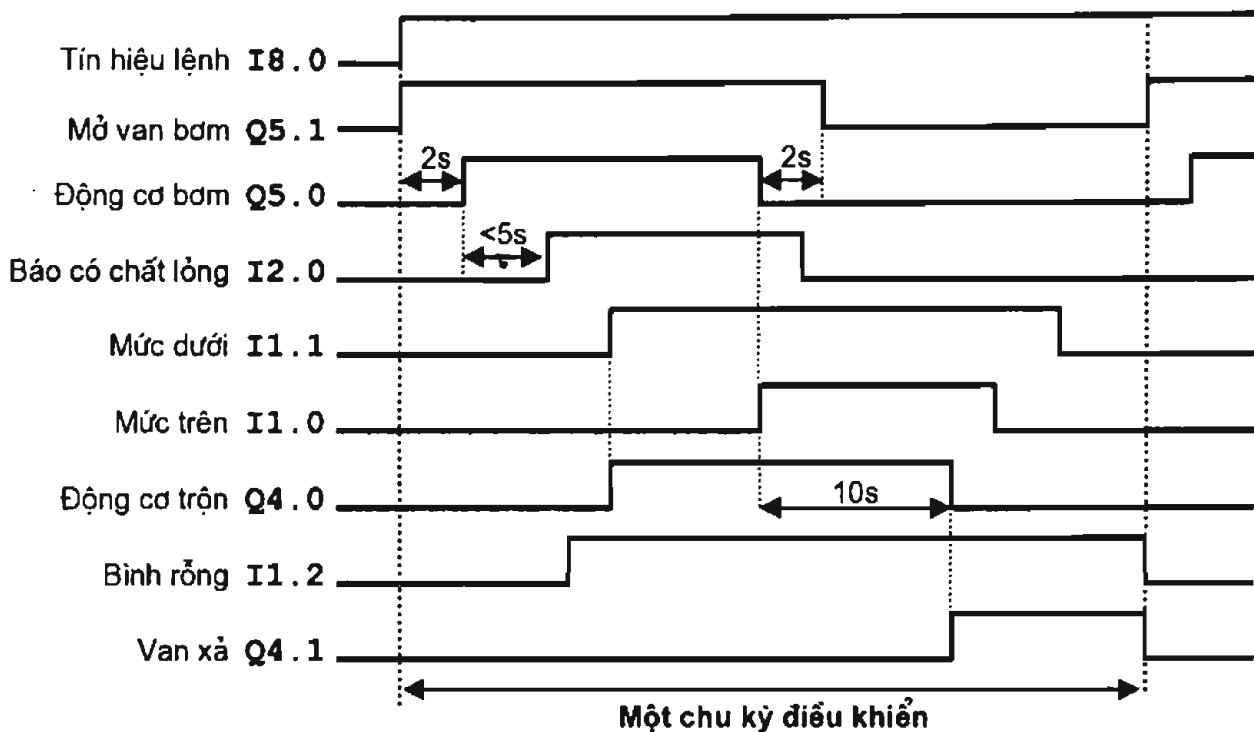 Tín hiệu lệnh I8.0
Mở van bơm Q5.1
2s
2s
Động cơ bơm Q5.0
<5s
Báo có chất lỏng I2.0
Mức dưới I1.1
Mức trên I1.0
Động cơ trộn Q4.0
10s
Bình rỗng I1.2
Van xả Q4.1
Một chu kỳ điều khiển